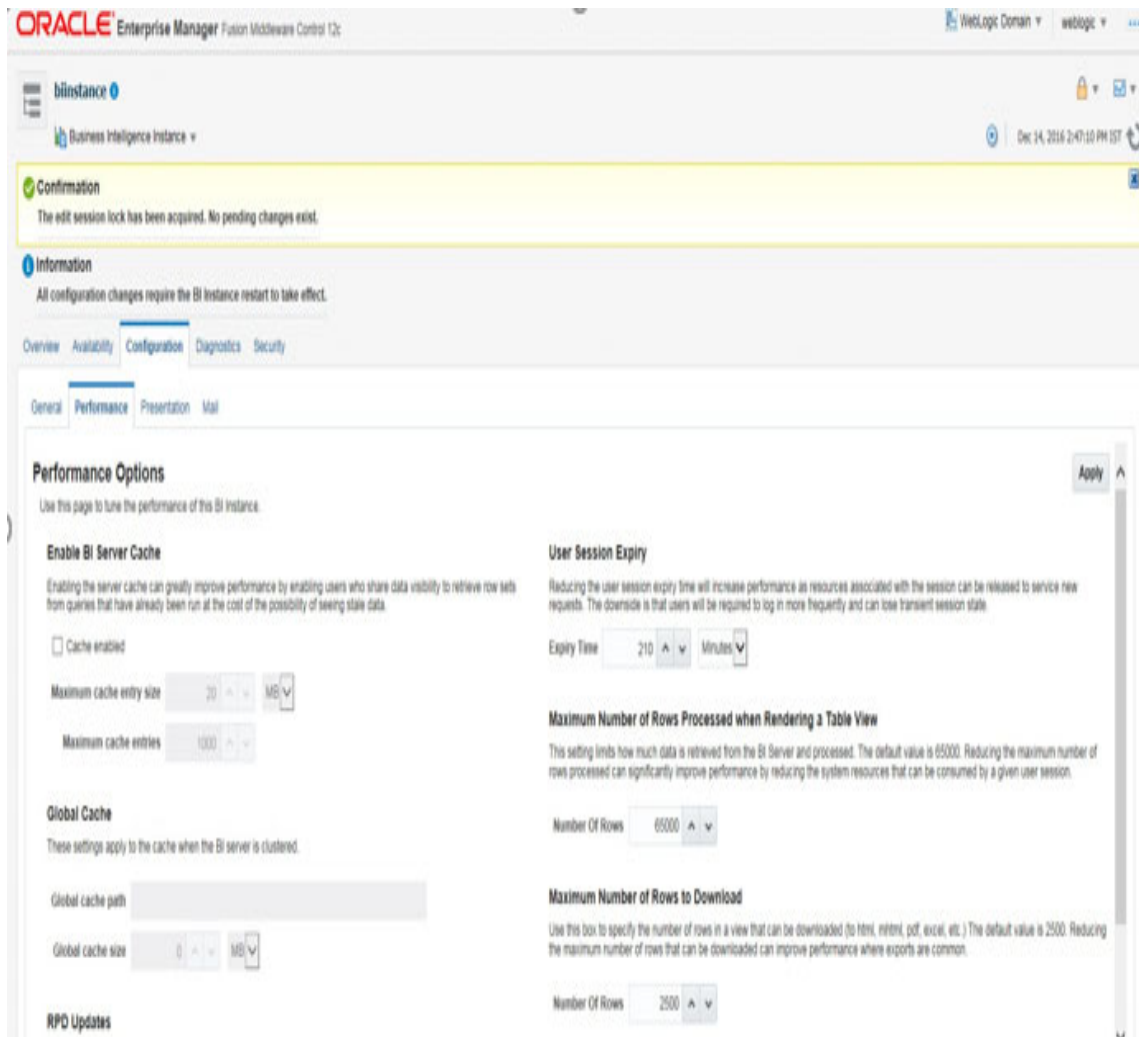 ORACLE Enterprise Manager Fusion Middleware Control 12c
WebLogic Domain weblogic
biinstance
Business Intelligence Instance
Dec 14, 2016 2:47:10 PM IST
Confirmation
The edit session lock has been acquired. No pending changes exist.
Information
All configuration changes require the BI Instance restart to take effect.
Overview Availability Configuration Diagnostics Security
General Performance Presentation Mail
Performance Options
Apply
Use this page to tune the performance of this BI Instance.
Enable BI Server Cache
Enabling the server cache can greatly improve performance by enabling users who share data visibility to retrieve row sets
from queries that have already been run at the cost of the possibility of seeing stale data.
Cache enabled
Maximum cache entry size 20 MB
Maximum cache entries 1000
Global Cache
These settings apply to the cache when the BI server is clustered.
Global cache path
Global cache size 0 MB
RPD Updates
User Session Expiry
Reducing the user session expiry time will increase performance as resources associated with the session can be released to service new
requests. The downside is that users will be required to log in more frequently and can lose transient session state.
Expiry Time 210 Minutes
Maximum Number of Rows Processed when Rendering a Table View
This setting limits how much data is retrieved from the BI Server and processed. The default value is 65000. Reducing the maximum number of
rows processed can significantly improve performance by reducing the system resources that can be consumed by a given user session.
Number Of Rows 65000
Maximum Number of Rows to Download
Use this box to specify the number of rows in a view that can be downloaded (to html, mhtml, pdf, excel, etc.) The default value is 2500. Reducing
the maximum number of rows that can be downloaded can improve performance where exports are common.
Number Of Rows 2500